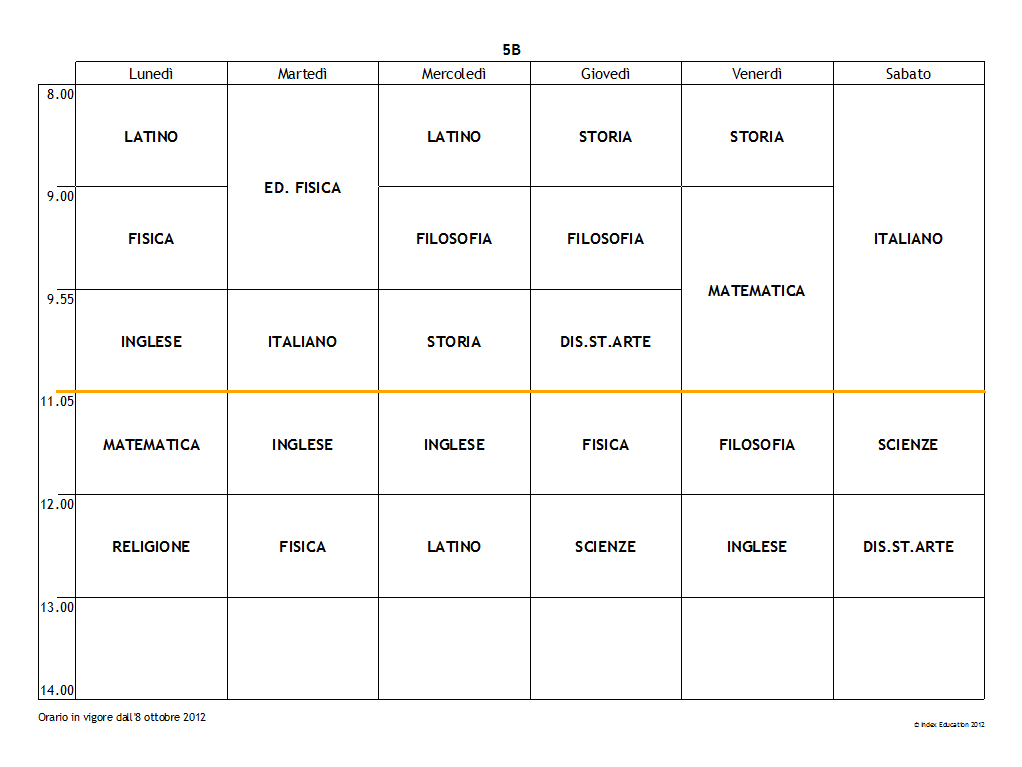 5B
Lunedì Martedì Mercoledì Giovedì Venerdì Sabato
8.00
LATINO LATINO STORIA STORIA
ED. FISICA
9.00
FISICA FILOSOFIA FILOSOFIA ITALIANO
MATEMATICA
9.55
INGLESE ITALIANO STORIA DIS.ST.ARTE
11.05
MATEMATICA INGLESE INGLESE FISICA FILOSOFIA SCIENZE
12.00
RELIGIONE FISICA LATINO SCIENZE INGLESE DIS.ST.ARTE
13.00
14.00
Orario in vigore dall'8 ottobre 2012
© Index Education 2012